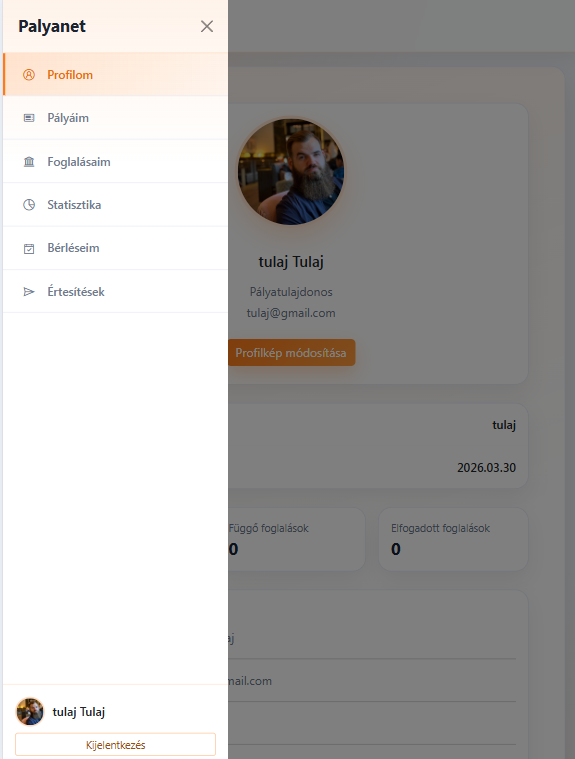 Palyanet
Profilom
Pályáim
Foglalásaim
Statisztika
Bérléseim
Értesítések
tulaj Tulaj
Kijelentkezés
tulaj Tulaj
Pályatulajdonos
tulaj@gmail.com
Profilkép módosítása
tulaj
2026.03.30
Függő foglalások
0
Elfogadott foglalások
0
aj
mail.com